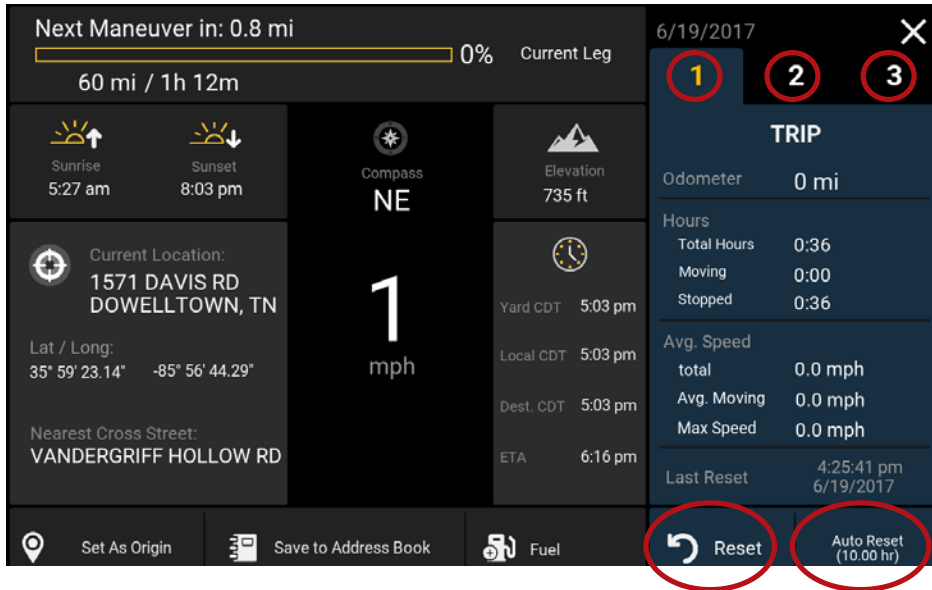 Next Maneuver in: 0.8 mi
0% Current Leg
60 mi / 1h 12m
6/19/2017
1 2 3
Sunrise
5:27 am
Sunset
8:03 pm
Compass
NE
Elevation
735 ft
Current Location:
1571 DAVIS RD
DOWELLTOWN, TN
Lat / Long:
35° 59' 23.14" -85° 56' 44.29"
Nearest Cross Street:
VANDERGRIFF HOLLOW RD
1
mph
Yard CDT 5:03 pm
Local CDT 5:03 pm
Dest. CDT 5:03 pm
ETA 6:16 pm
TRIP
Odometer 0 mi
Hours
Total Hours 0:36
Moving 0:00
Stopped 0:36
Avg. Speed
total 0.0 mph
Avg. Moving 0.0 mph
Max Speed 0.0 mph
Last Reset 4:25:41 pm
6/19/2017
Set As Origin
Save to Address Book
Fuel
Reset
Auto Reset
(10.00 hr)